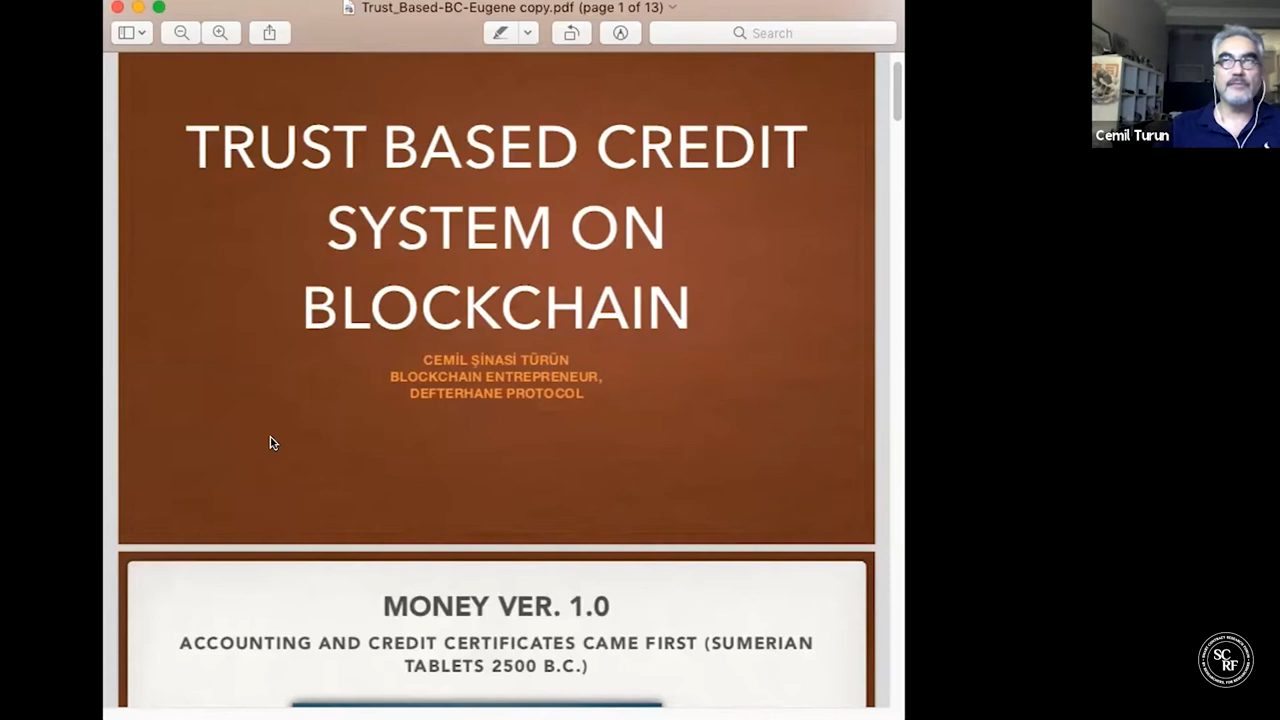 Trust_Based-BC-Eugene copy.pdf (page 1 of 13)
Search
TRUST BASED CREDIT
SYSTEM ON
BLOCKCHAIN
CEMİL ŞİNASİ TÜRÜN
BLOCKCHAIN ENTREPRENEUR,
DEFTERHANE PROTOCOL
MONEY VER. 1.0
ACCOUNTING AND CREDIT CERTIFICATES CAME FIRST (SUMERIAN
TABLETS 2500 B.C.)
Cemil Turun
SC
RF